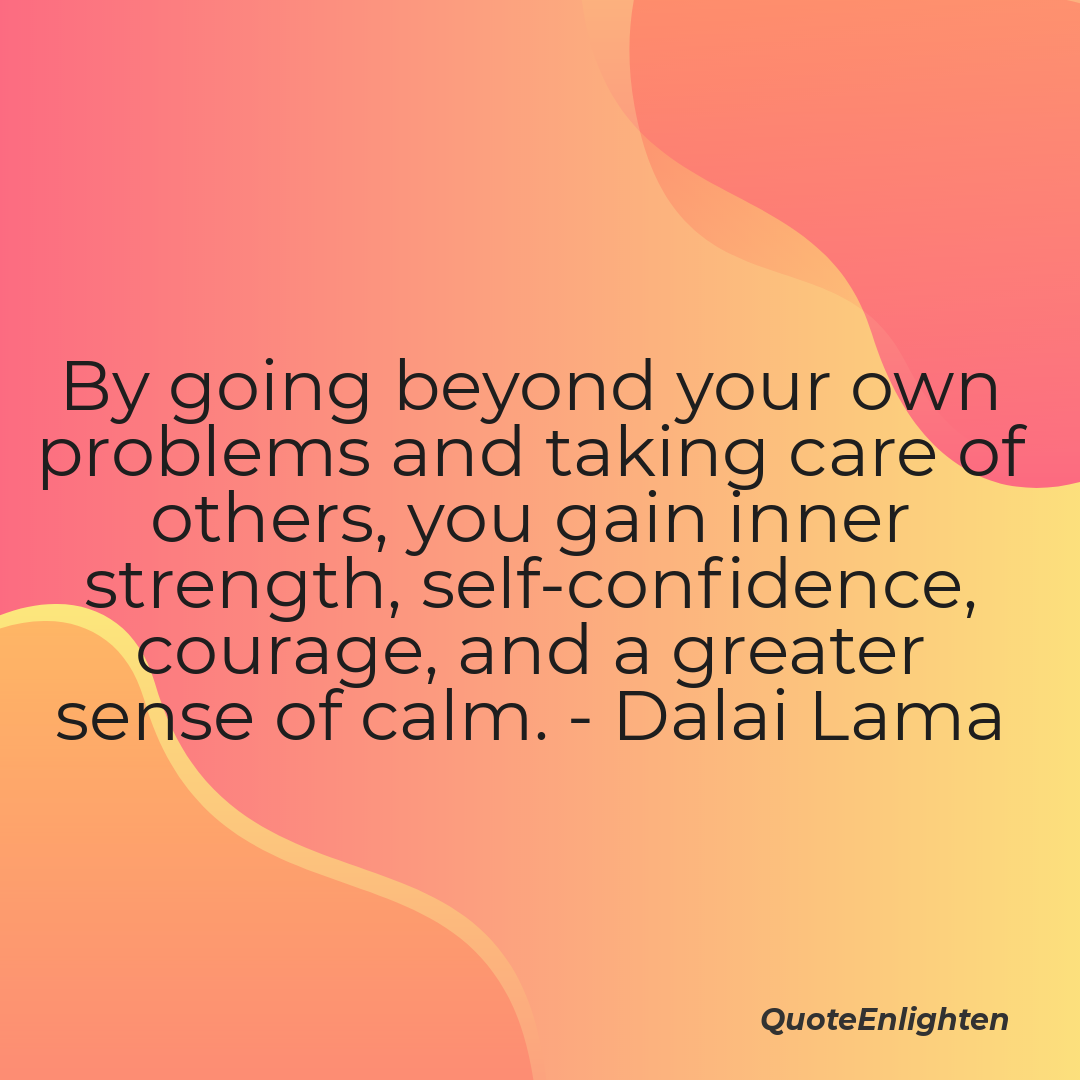 By going beyond your own
problems and taking care of
others, you gain inner
strength, self-confidence,
courage, and a greater
sense of calm. - Dalai Lama
QuoteEnlighten